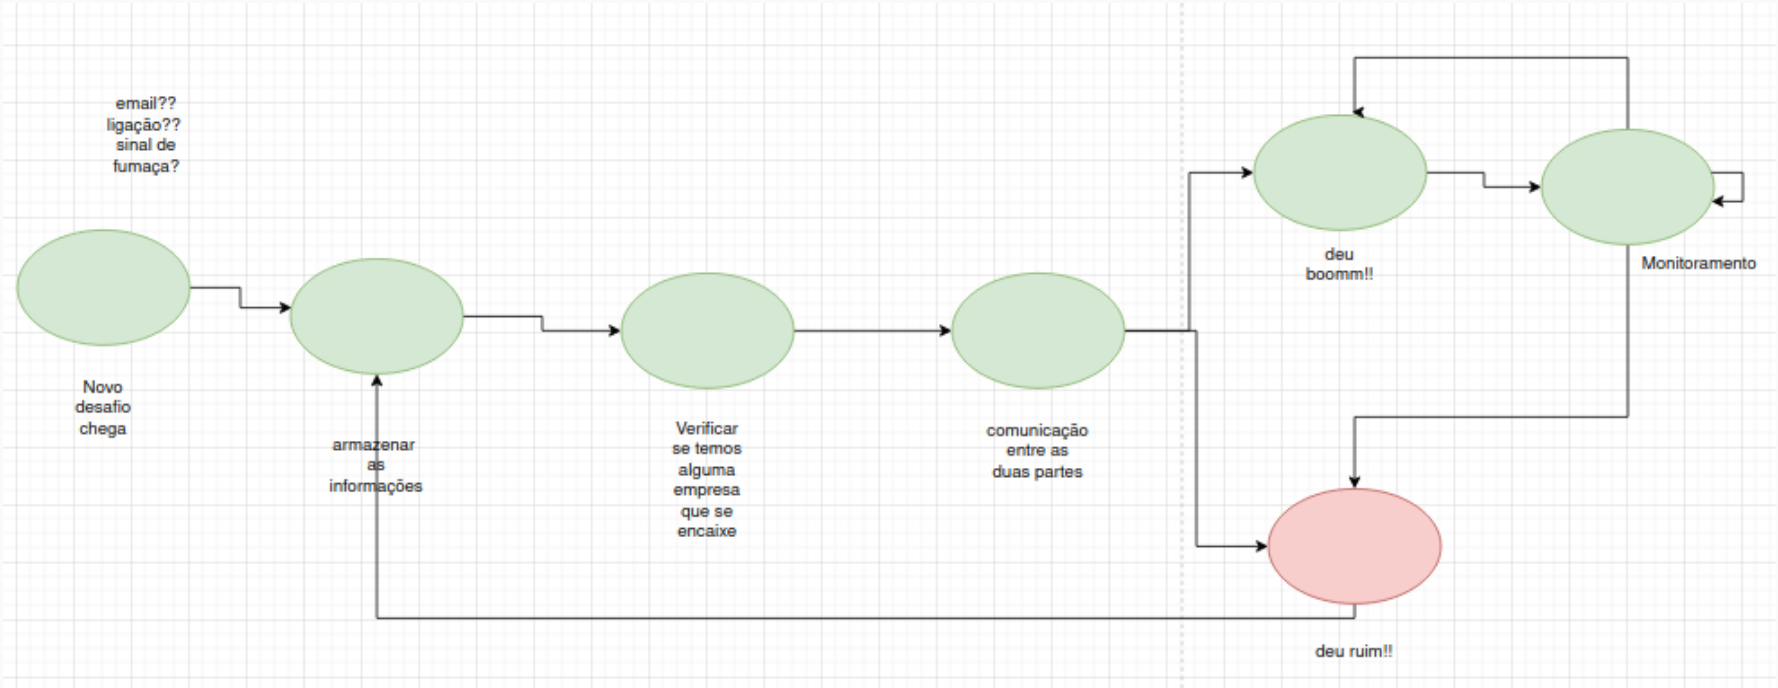 email??
ligação??
sinal de
fumaça?
Novo
desafio
chega
armazenar
as
informações
Verificar
se temos
alguma
empresa
que se
encaixe
comunicação
entre as
duas partes
deu
boomm!!
Monitoramento
deu ruim!!